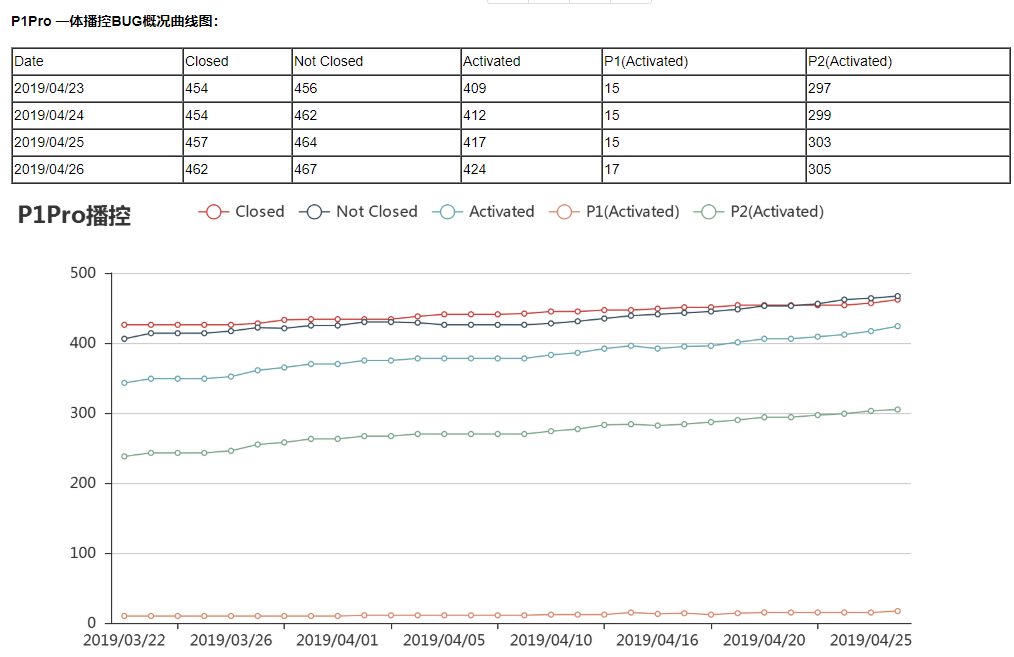 P1Pro 一体播控BUG概况曲线图：
Date Closed Not Closed Activated P1(Activated) P2(Activated)
2019/04/23 454 456 409 15 297
2019/04/24 454 462 412 15 299
2019/04/25 457 464 417 15 303
2019/04/26 462 467 424 17 305
P1Pro播控 Closed Not Closed Activated P1(Activated) P2(Activated)
500
400
300
200
100
0
2019/03/22 2019/03/26 2019/04/01 2019/04/05 2019/04/10 2019/04/16 2019/04/20 2019/04/25